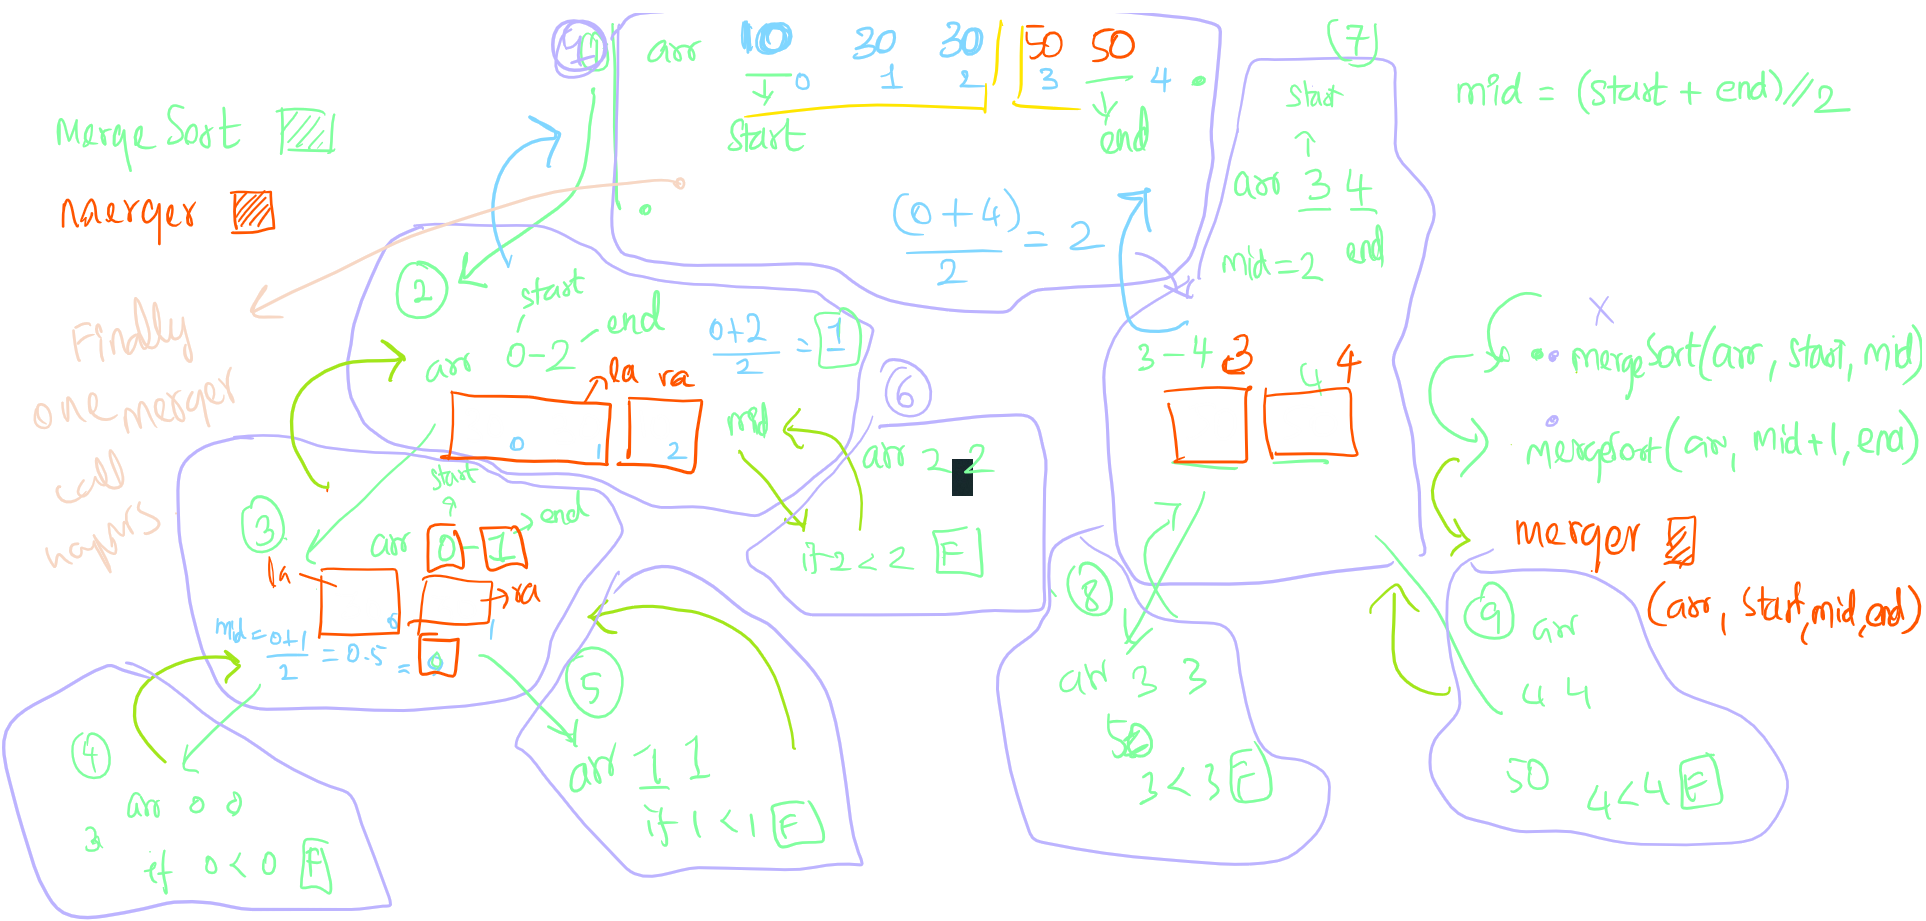 1
arr 10 30 30 50 50
0 1 2 3 4
start end
(7)
start
mid = (start + end)//2
Merge Sort
merger
arr 3 4
(0+4)
2
= 2
mid = 2 end
2
start
0 - 2 end
arr
0+2
2
= 1
la ra
0 1 2
mid
Finally
one merger
call
6
arr 2 2
if 2 < 2 F
3 - 4 3 4 4
mergeSort(arr, start, mid)
mergeSort(arr, mid+1, end)
merger
(arr, start, mid, end)
3
start
arr 0 - 1 end
la ra
0 1
mid = 0+1
2
= 0.5 = 0
4
arr 0 0
3
if 0 < 0 F
5
arr 1 1
if 1 < 1 F
8
arr 3 3
50
3 < 3 F
9
arr
4 4
50
4 < 4 F